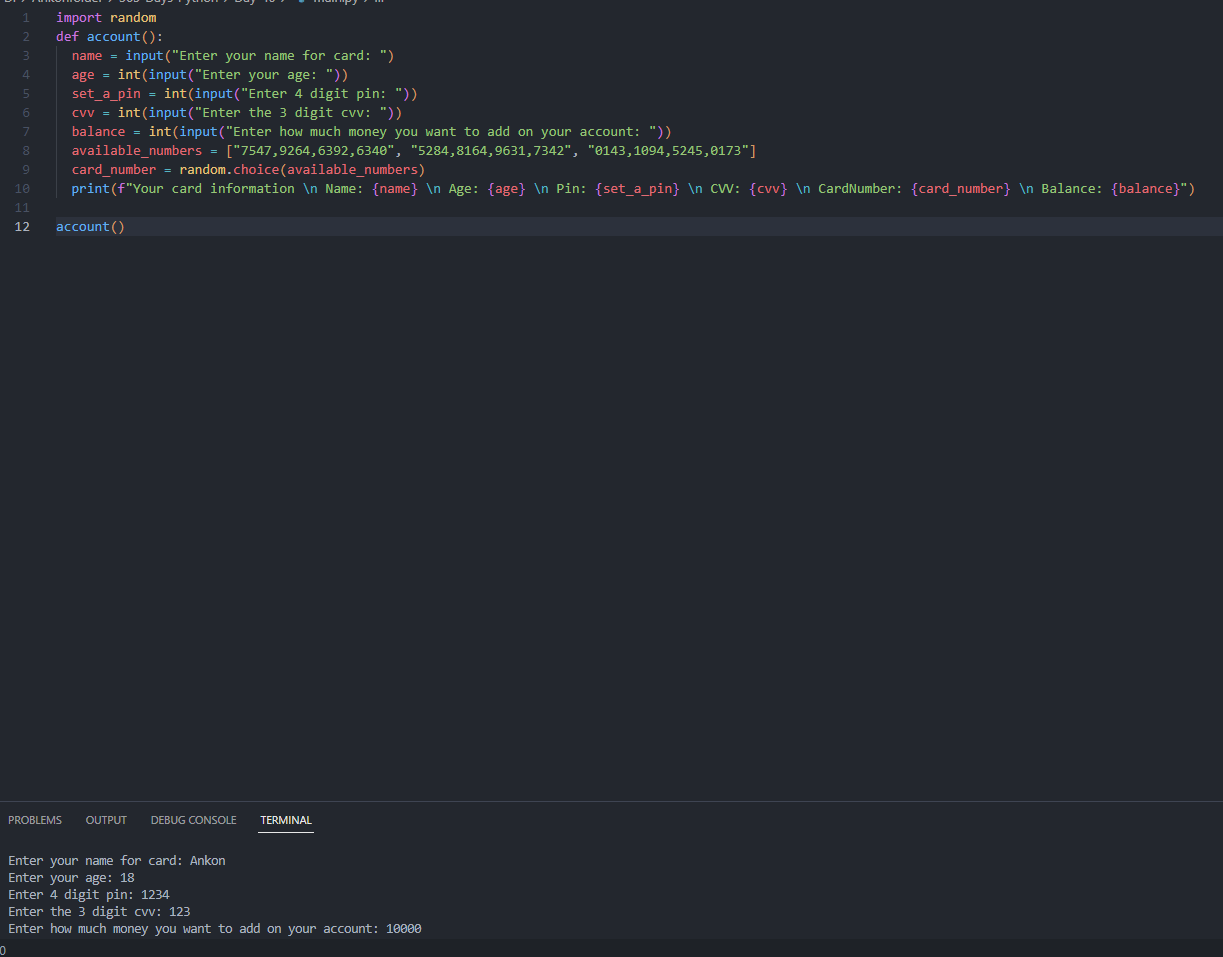 1 import random
2 def account():
3 name = input("Enter your name for card: ")
4 age = int(input("Enter your age: "))
5 set_a_pin = int(input("Enter 4 digit pin: "))
6 cvv = int(input("Enter the 3 digit cvv: "))
7 balance = int(input("Enter how much money you want to add on your account: "))
8 available_numbers = ["7547,9264,6392,6340", "5284,8164,9631,7342", "0143,1094,5245,0173"]
9 card_number = random.choice(available_numbers)
10 print(f"Your card information \n Name: {name} \n Age: {age} \n Pin: {set_a_pin} \n CVV: {cvv} \n CardNumber: {card_number} \n Balance: {balance}")
11
12 account()
PROBLEMS OUTPUT DEBUG CONSOLE TERMINAL
Enter your name for card: Ankon
Enter your age: 18
Enter 4 digit pin: 1234
Enter the 3 digit cvv: 123
Enter how much money you want to add on your account: 10000
0